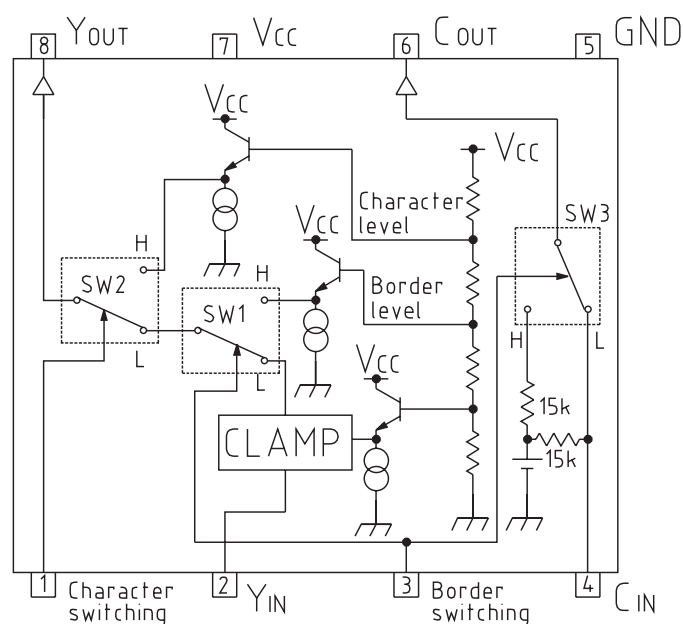 8 YOUT 7 VCC 6 COUT 5 GND
VCC
VCC
Character
level
SW3
VCC
H
SW2
H
SW1
Border
level
L
L
VCC
H
L
CLAMP
15k
15k
1 Character
switching
2 YIN
3 Border
switching
4 CIN